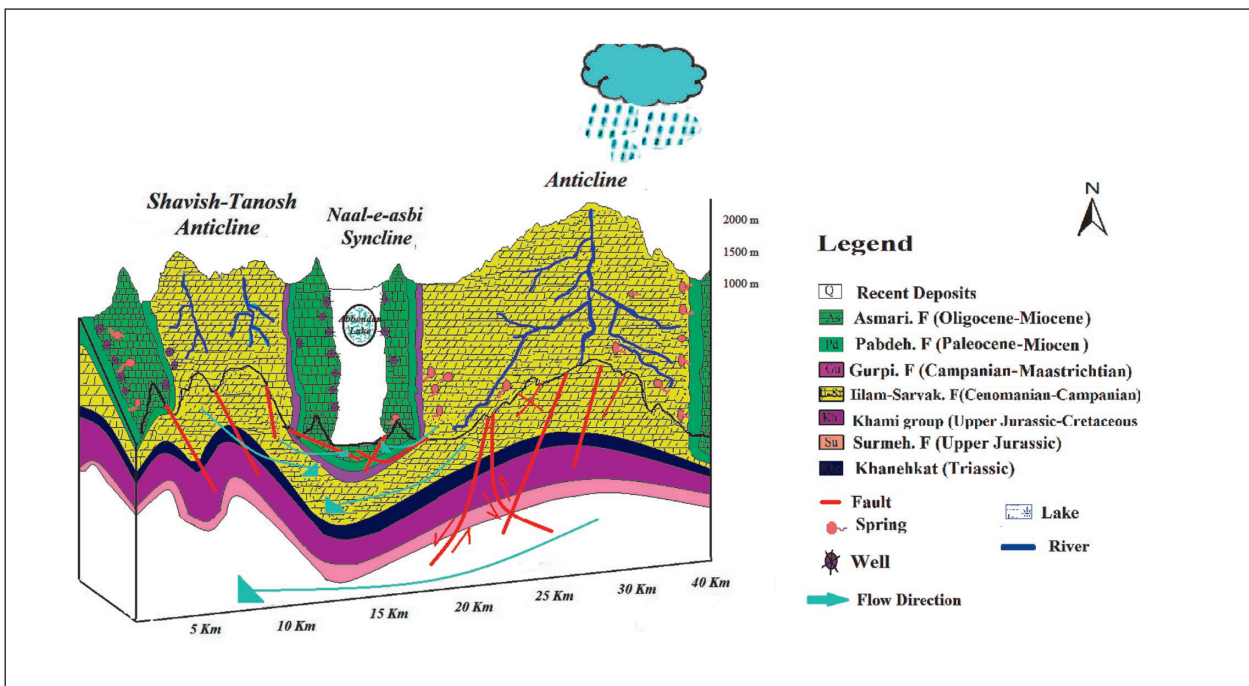 Anticline
Shavish-Tanosh
Anticline
Naal-e-asbi
Syncline
2000 m
1500 m
1000 m
Lake
5 Km
10 Km
15 Km
20 Km
25 Km
30 Km
40 Km
N
Legend
Q Recent Deposits
As Asmari. F (Oligocene-Miocene)
Pd Pabdeh. F (Paleocene-Miocen)
Gu Gurpi. F (Campanian-Maastrichtian)
F(Cenomanian-Campanian)
Kh Khami group (Upper Jurassic-Cretaceous
Su Surmeh. F (Upper Jurassic)
Khanehkat (Triassic)
Fault
Spring
Well
Flow Direction
Lake
River